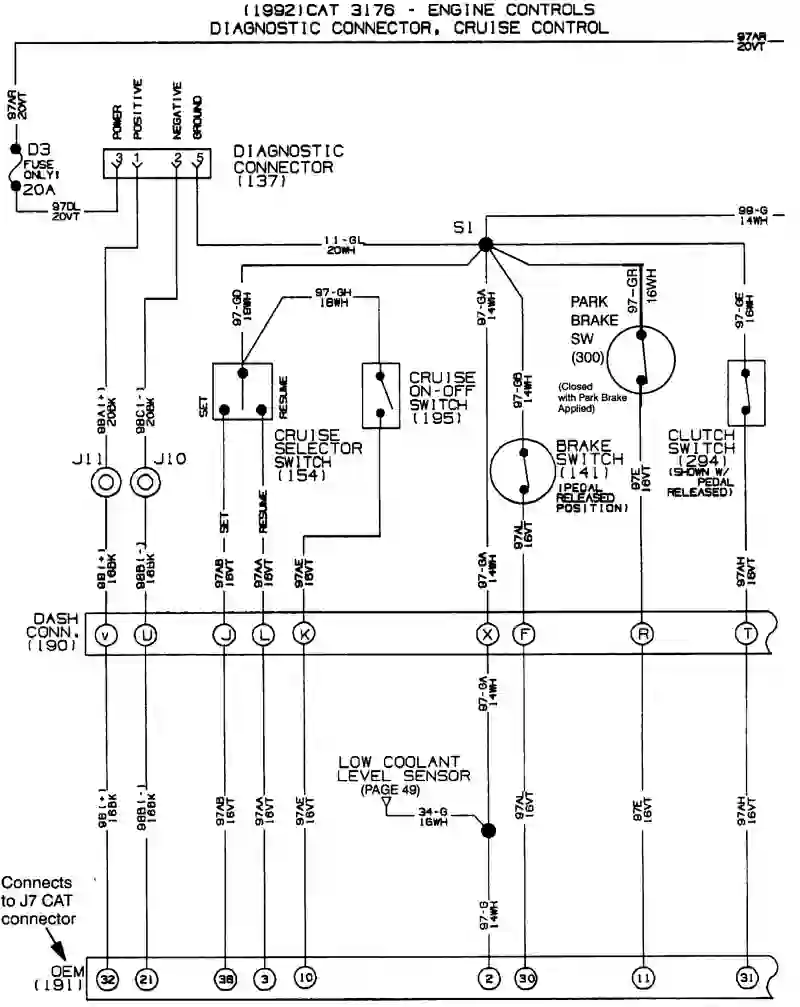 (1992)CAT 3176 - ENGINE CONTROLS
DIAGNOSTIC CONNECTOR, CRUISE CONTROL
97AR
20VT
97AR
20VT
POWER
POSITIVE
NEGATIVE
GROUND
D3
(FUSE
ONLY)
20A
3 1 2 5
DIAGNOSTIC
CONNECTOR
(137)
97DL
20VT
99-G
14WH
S1
11-GL
20WH
97-GD
18WH
97-GH
18WH
97-GA
14WH
97-GR
16WH
97-GE
16WH
PARK
BRAKE
SW
(300)
(Closed
with Park Brake
Applied)
98A(+)
20BK
98C(-)
20BK
SET
RESUME
CRUISE
ON-OFF
SWITCH
(195)
97-GB
14WH
CRUISE
SELECTOR
SWITCH
(154)
BRAKE
SWITCH
(141)
(PEDAL
RELEASED
POSITION)
CLUTCH
SWITCH
(294)
(SHOWN W/
PEDAL
RELEASED)
J11
J10
SET
RESUME
97E
16VT
97AL
16VT
98(+)
16BK
98B(-)
16BK
97AB
16VT
97AA
16VT
97AE
16VT
97-GA
14WH
97AH
16VT
DASH
CONN.
(190)
v U J L K X F R T
97-GA
14WH
LOW COOLANT
LEVEL SENSOR
(PAGE 49)
34-G
16WH
98(+)
16BK
98B(-)
16BK
97AB
16VT
97AA
16VT
97AE
16VT
97AL
16VT
97E
16VT
97AH
16VT
Connects
to J7 CAT
connector
97-G
14WH
OEM
(191)
32 21 38 3 10 2 30 11 31